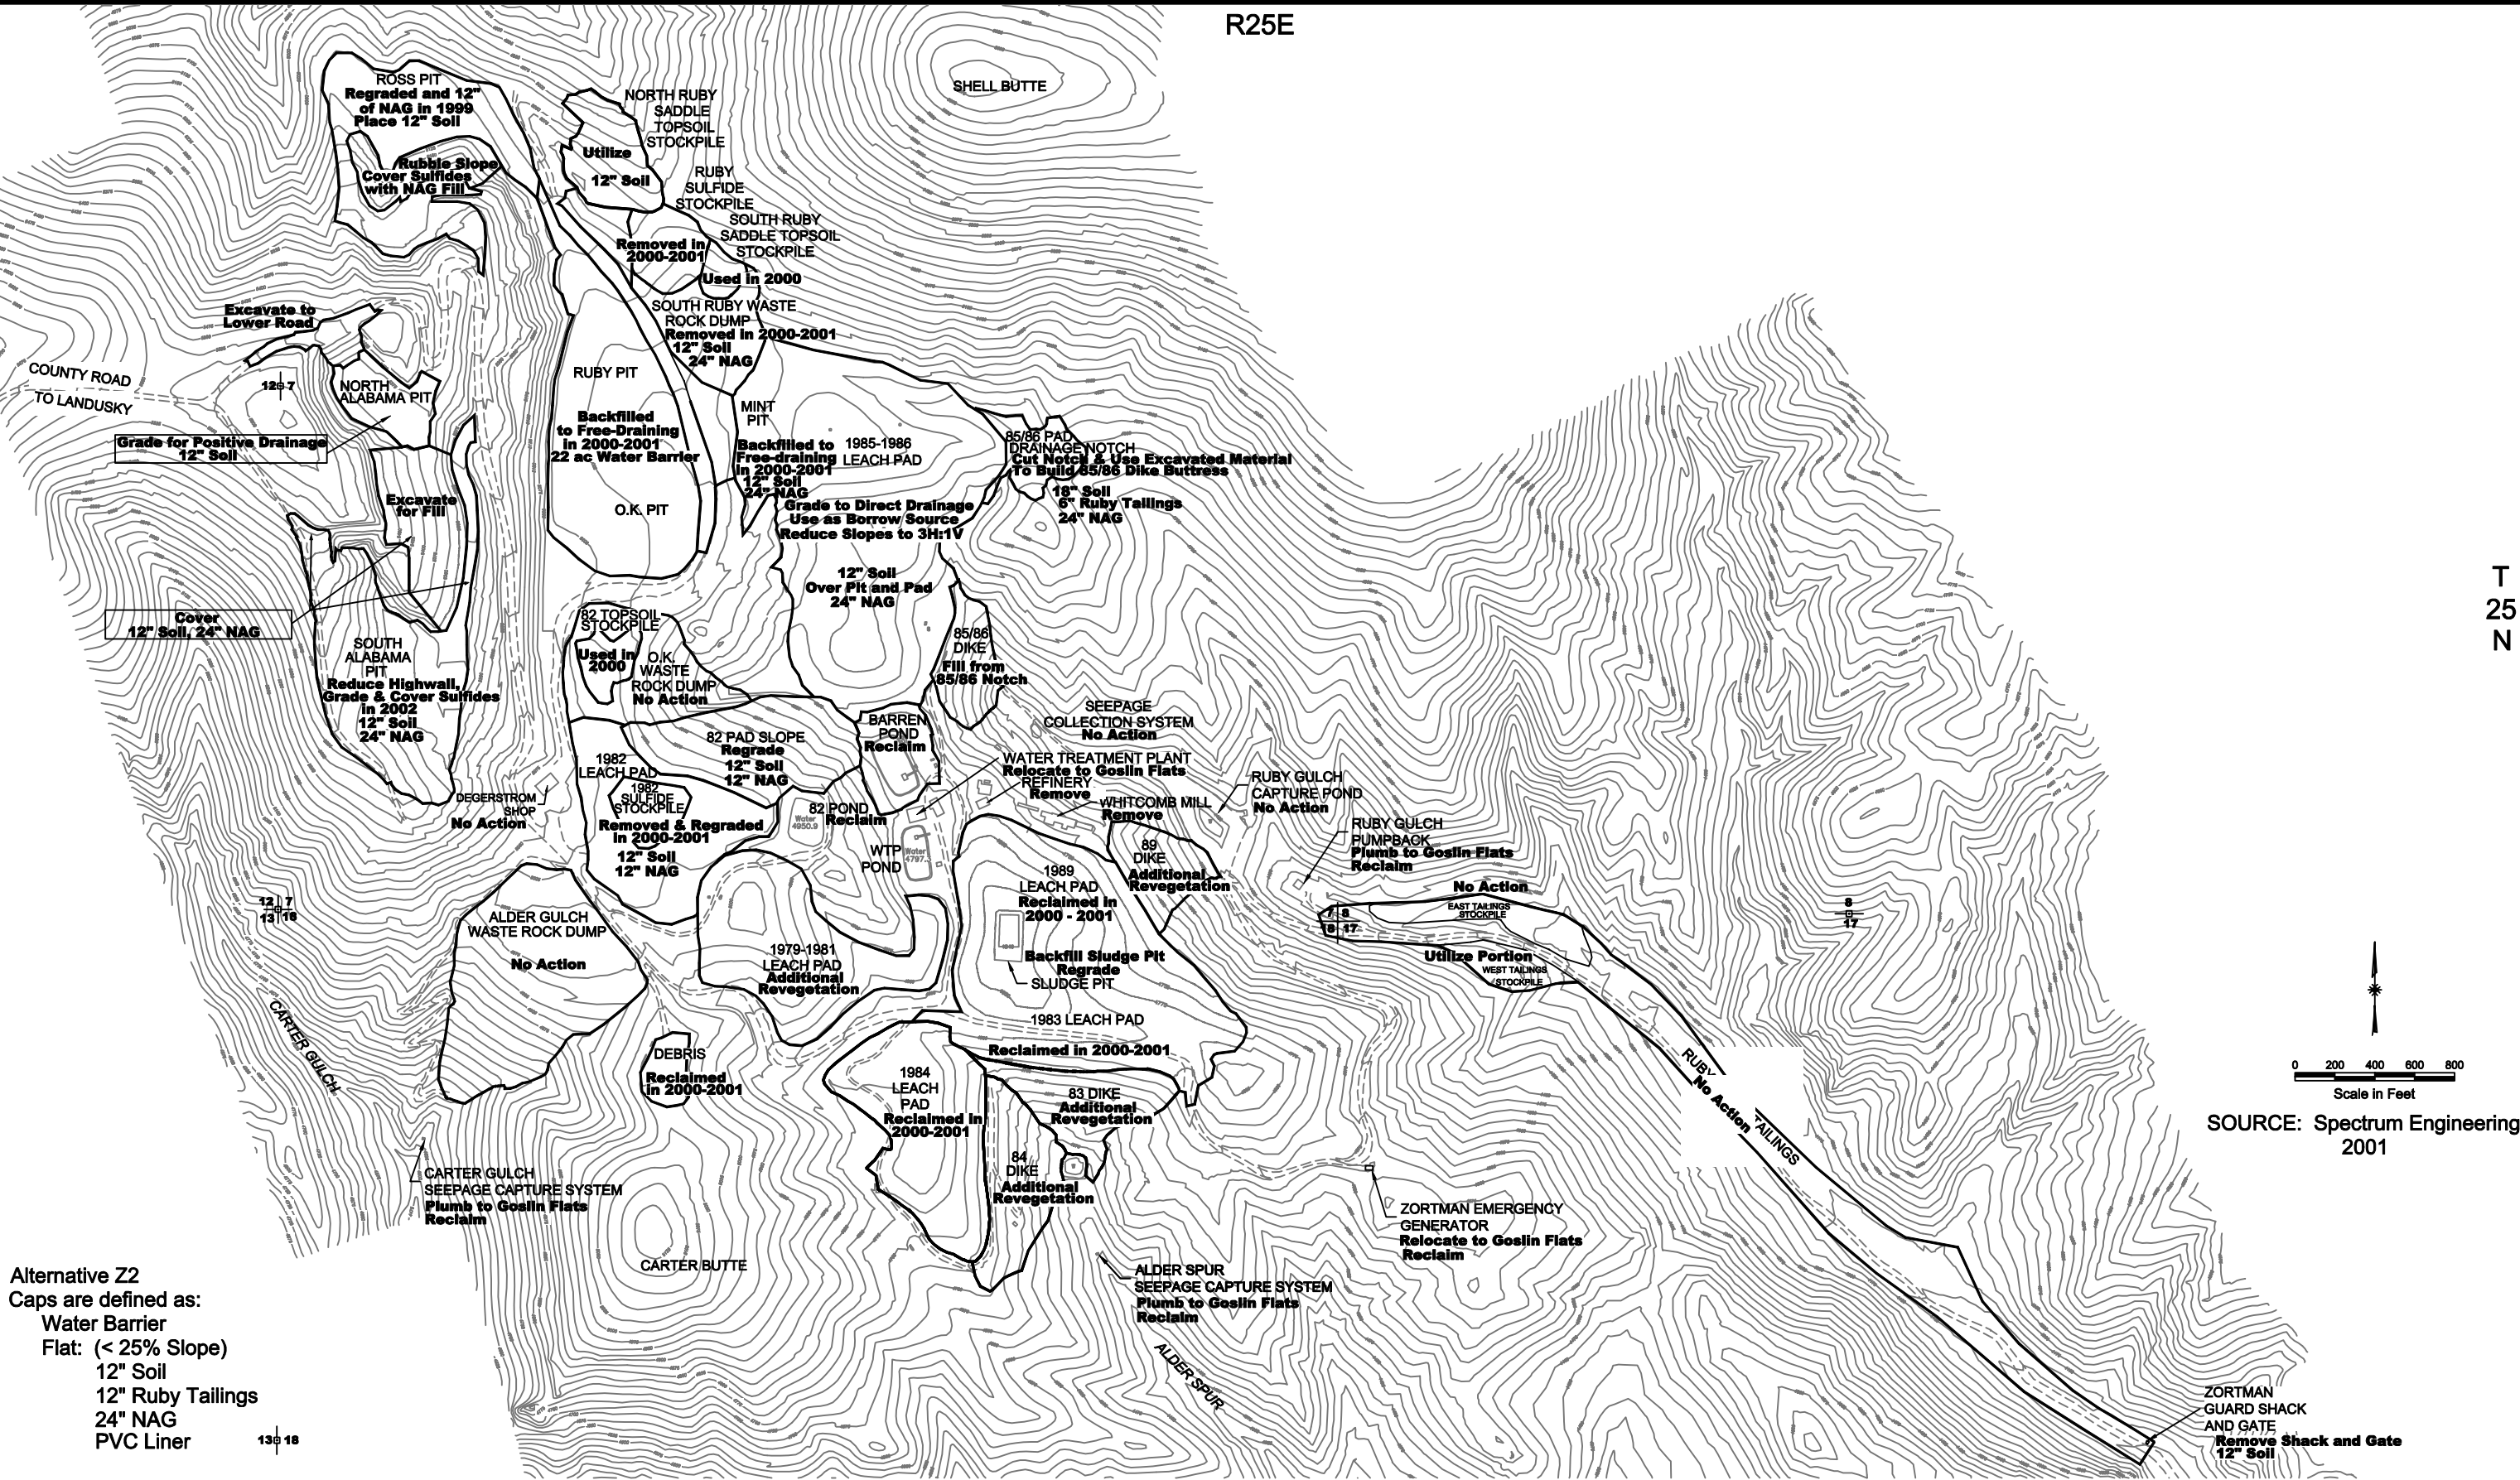 R25E
SHELL BUTTE
ROSS PIT
Regraded and 12"
of NAG in 1999
Place 12" Soil
Rubble Slope
Cover Sulfides
with NAG Fill
NORTH RUBY
SADDLE
TOPSOIL
STOCKPILE
Utilize
12" Soil
RUBY
SULFIDE
STOCKPILE
Removed in
2000-2001
SOUTH RUBY
SADDLE TOPSOIL
STOCKPILE
Used in 2000
SOUTH RUBY WASTE
ROCK DUMP
Removed in 2000-2001
12" Soil
24" NAG
Excavate to
Lower Road
COUNTY ROAD
TO LANDUSKY
12 7
NORTH
ALABAMA PIT
Grade for Positive Drainage
12" Soil
Excavate
for Fill
Cover
12" Soil, 24" NAG
RUBY PIT
Backfilled
to Free-Draining
in 2000-2001
22 ac Water Barrier
O.K. PIT
MINT
PIT
Backfilled to
Free-draining
in 2000-2001
12" Soil
24" NAG
1985-1986
LEACH PAD
Grade to Direct Drainage
Use as Borrow Source
Reduce Slopes to 3H:1V
12" Soil
Over Pit and Pad
24" NAG
85/86 PAD
DRAINAGE NOTCH
Cut Notch & Use Excavated Material
To Build 85/86 Dike Buttress
18" Soil
6" Ruby Tailings
24" NAG
T
25
N
SOUTH
ALABAMA
PIT
Reduce Highwall,
Grade & Cover Sulfides
in 2002
12" Soil
24" NAG
82 TOPSOIL
STOCKPILE
Used in
2000
O.K.
WASTE
ROCK DUMP
No Action
85/86
DIKE
Fill from
85/86 Notch
SEEPAGE
COLLECTION SYSTEM
No Action
BARREN
POND
Reclaim
82 PAD SLOPE
Regrade
12" Soil
12" NAG
1982
LEACH PAD
1982
SULFIDE
STOCKPILE
Removed & Regraded
in 2000-2001
12" Soil
12" NAG
DEGERSTROM
SHOP
No Action
82 POND
Reclaim
Water
4950.9
WTP
POND
Water
4797.
WATER TREATMENT PLANT
Relocate to Goslin Flats
REFINERY
Remove
WHITCOMB MILL
Remove
RUBY GULCH
CAPTURE POND
No Action
RUBY GULCH
PUMPBACK
Plumb to Goslin Flats
Reclaim
89
DIKE
Additional
Revegetation
1989
LEACH PAD
Reclaimed in
2000 - 2001
Backfill Sludge Pit
Regrade
SLUDGE PIT
No Action
EAST TAILINGS
STOCKPILE
7 8
18 17
Utilize Portion
WEST TAILINGS
STOCKPILE
8
17
12 7
13 18
ALDER GULCH
WASTE ROCK DUMP
No Action
1979-1981
LEACH PAD
Additional
Revegetation
CARTER GULCH
1983 LEACH PAD
Reclaimed in 2000-2001
DEBRIS
Reclaimed
in 2000-2001
1984
LEACH
PAD
Reclaimed in
2000-2001
83 DIKE
Additional
Revegetation
84
DIKE
Additional
Revegetation
RUBY
No Action
TAILINGS
0 200 400 600 800
Scale in Feet
SOURCE: Spectrum Engineering
2001
CARTER GULCH
SEEPAGE CAPTURE SYSTEM
Plumb to Goslin Flats
Reclaim
CARTER BUTTE
ZORTMAN EMERGENCY
GENERATOR
Relocate to Goslin Flats
Reclaim
ALDER SPUR
SEEPAGE CAPTURE SYSTEM
Plumb to Goslin Flats
Reclaim
ALDER SPUR
Alternative Z2
Caps are defined as:
Water Barrier
Flat: (< 25% Slope)
12" Soil
12" Ruby Tailings
24" NAG
PVC Liner
13 18
ZORTMAN
GUARD SHACK
AND GATE
Remove Shack and Gate
12" Soil